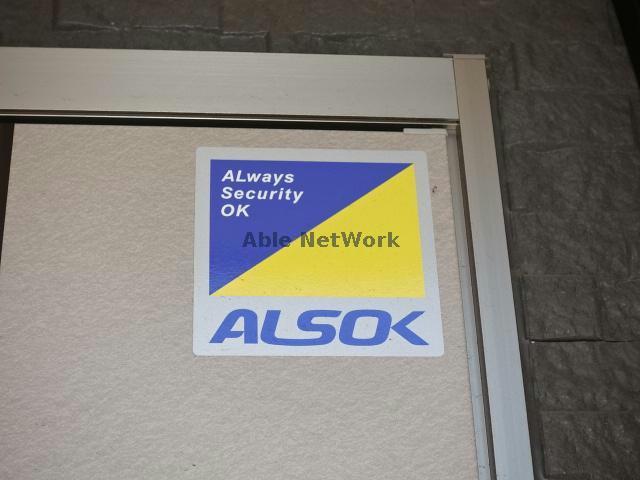 ALways
Security
OK
Able NetWork
ALSOK